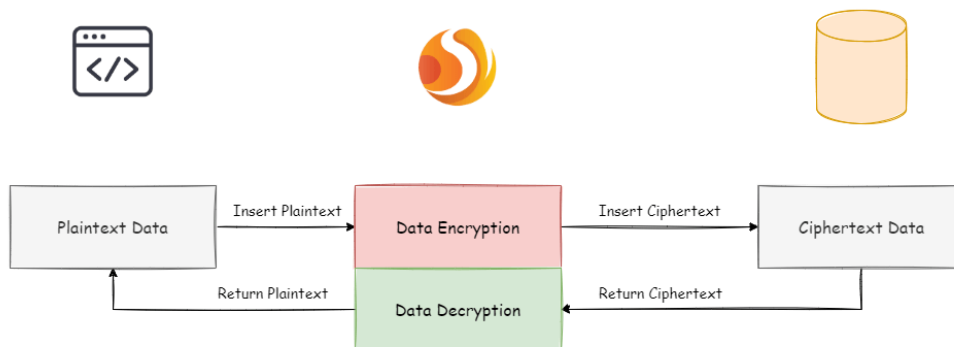 </>
Insert Plaintext
Insert Ciphertext
Plaintext Data
Data Encryption
Ciphertext Data
Return Plaintext
Return Ciphertext
Data Decryption